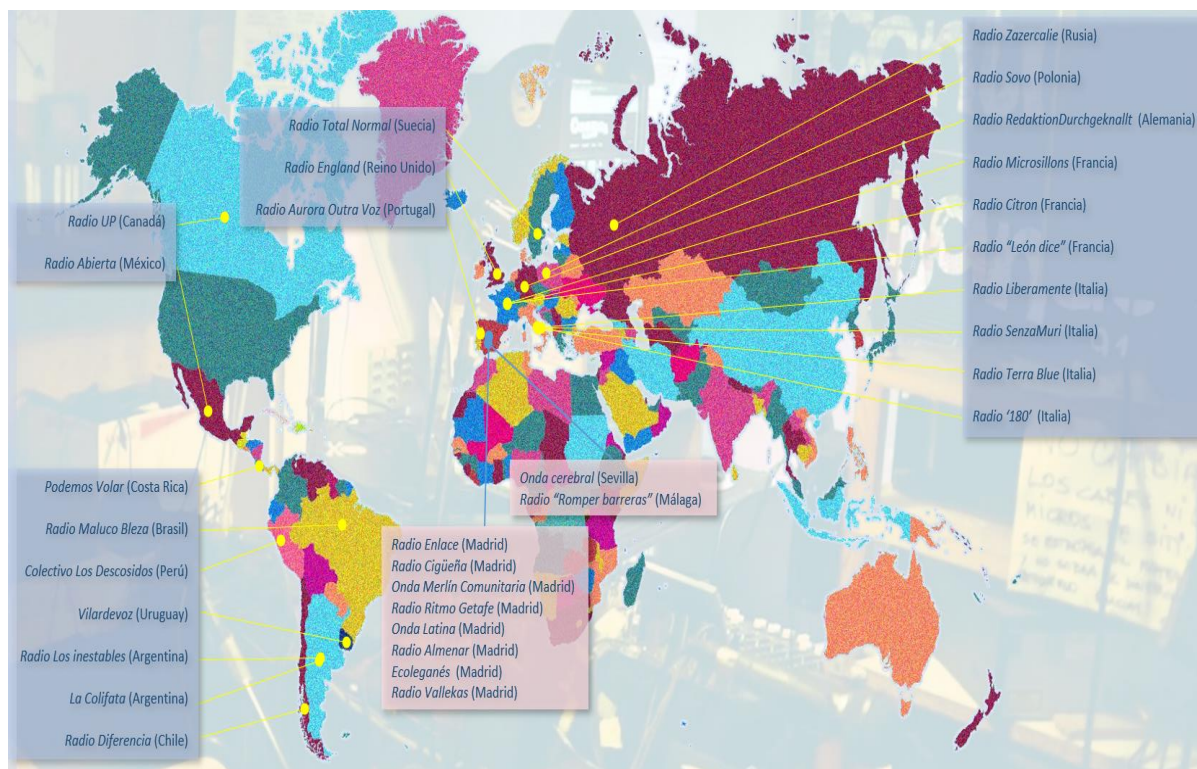 Radio Total Normal (Suecia)
Radio England (Reino Unido)
Radio Aurora Outra Voz (Portugal)
Radio UP (Canadá)
Radio Abierta (México)
Podemos Volar (Costa Rica)
Radio Maluco Bleza (Brasil)
Colectivo Los Descosidos (Perú)
Vilardevoz (Uruguay)
Radio Los inestables (Argentina)
La Colifata (Argentina)
Radio Diferencia (Chile)
Onda cerebral (Sevilla)
Radio “Romper barreras” (Málaga)
Radio Enlace (Madrid)
Radio Cigüeña (Madrid)
Onda Merlín Comunitaria (Madrid)
Radio Ritmo Getafe (Madrid)
Onda Latina (Madrid)
Radio Almenar (Madrid)
Ecoleganés (Madrid)
Radio Vallekas (Madrid)
Radio Zazercalie (Rusia)
Radio Sovo (Polonia)
Radio RedaktionDurchgeknallt (Alemania)
Radio Microsillons (Francia)
Radio Citron (Francia)
Radio “León dice” (Francia)
Radio Liberamente (Italia)
Radio SenzaMuri (Italia)
Radio Terra Blue (Italia)
Radio ‘180’ (Italia)